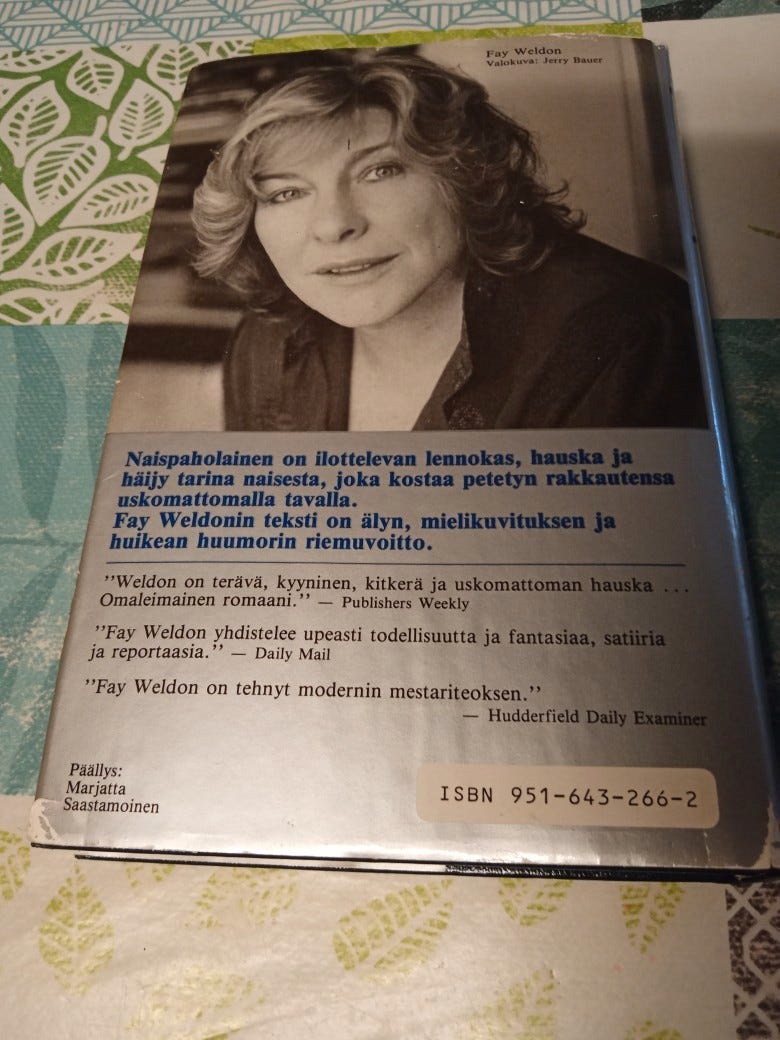 Fay Weldon
Valokuva: Jerry Bauer
Naispaholainen on ilottelevan lennokas, hauska ja
häijy tarina naisesta, joka kostaa petetyn rakkautensa
uskomattomalla tavalla.
Fay Weldonin teksti on älyn, mielikuvituksen ja
huikean huumorin riemuvoitto.
”Weldon on terävä, kyyninen, kitkerä ja uskomattoman hauska ...
Omaleimainen romaani.” — Publishers Weekly
”Fay Weldon yhdistelee upeasti todellisuutta ja fantasiaa, satiiria
ja reportaasia.” — Daily Mail
”Fay Weldon on tehnyt modernin mestariteoksen.”
— Hudderfield Daily Examiner
Päällys:
Marjatta
Saastamoinen
ISBN 951-643-266-2